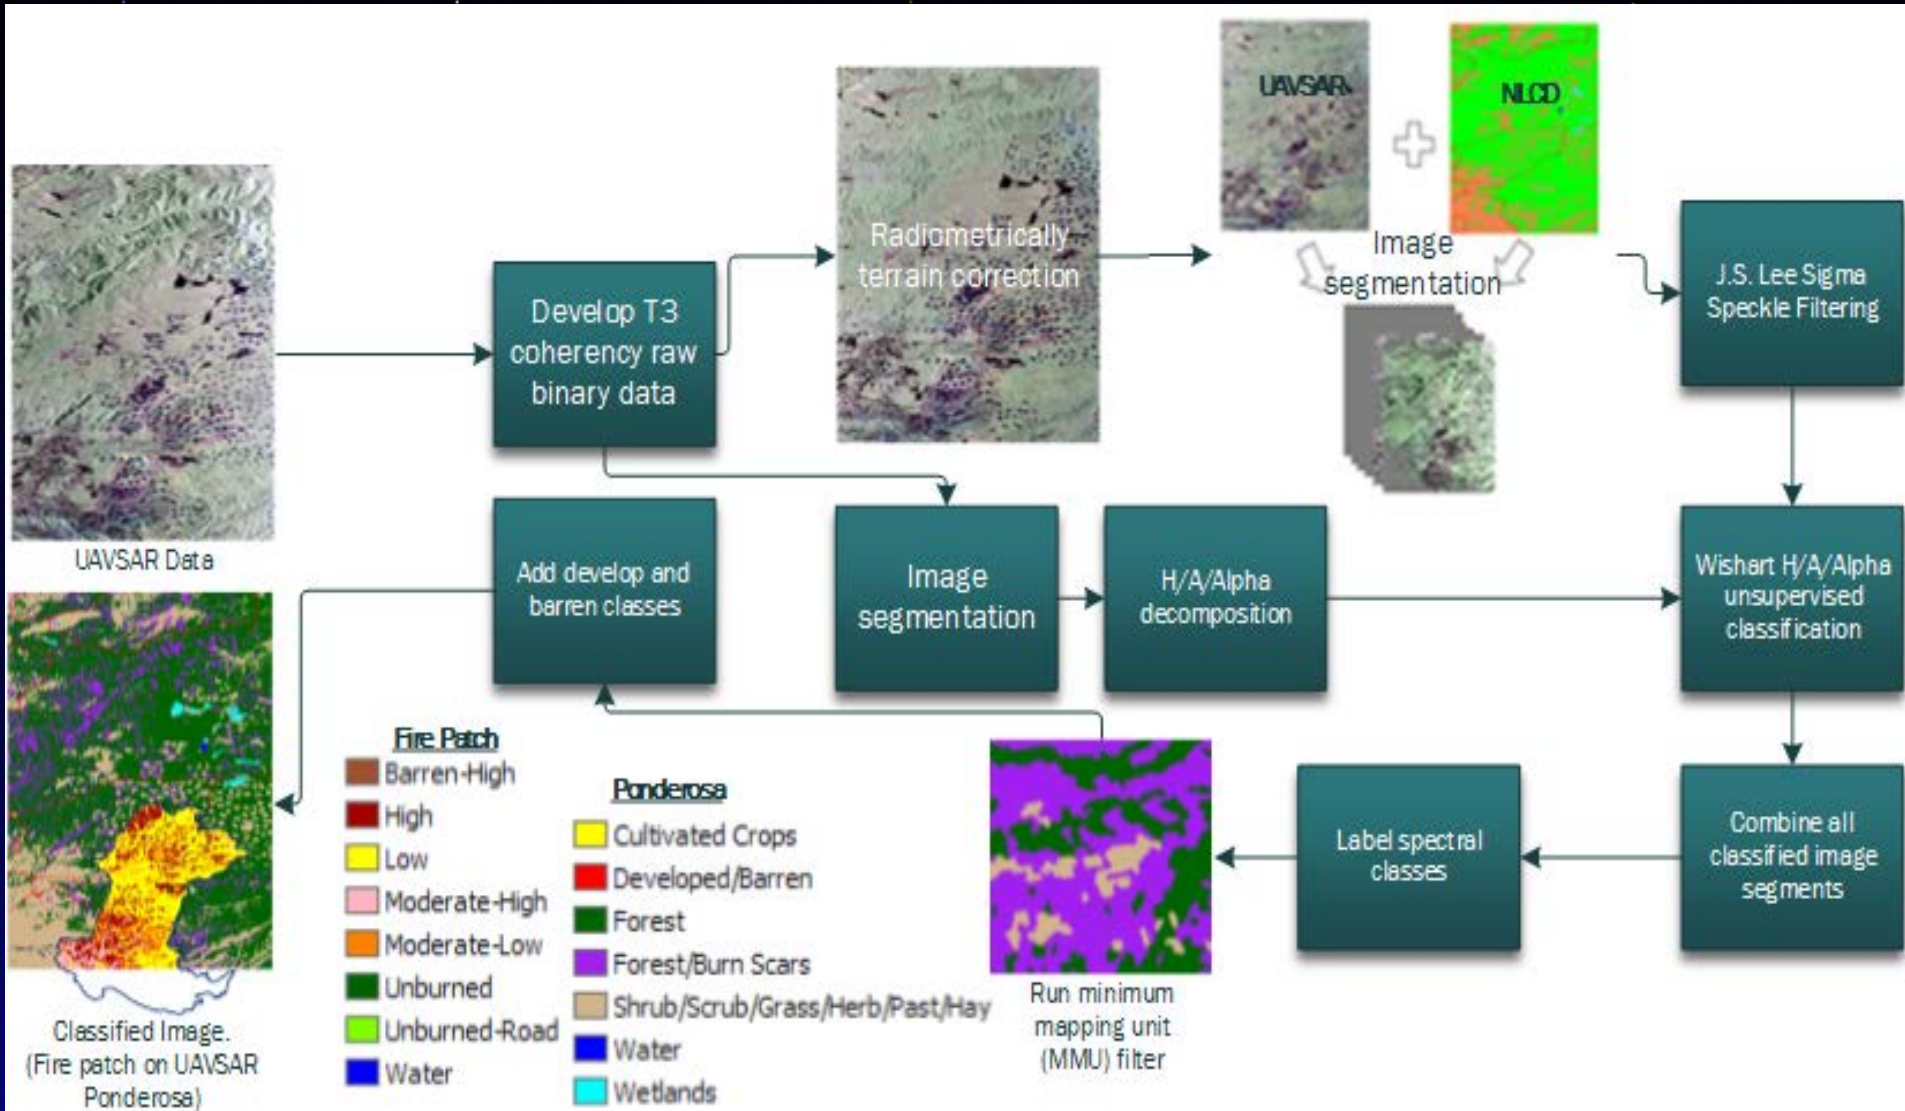 UAVSAR Data
Develop T3
coherency raw
binary data
Radiometrically
terrain correction
UAVSAR
NLCD
Image
segmentation
J.S. Lee Sigma
Speckle Filtering
Image
segmentation
H/A/Alpha
decomposition
Wishart H/A/Alpha
unsupervised
classification
Combine all
classified image
segments
Label spectral
classes
Run minimum
mapping unit
(MMU) filter
Add develop and
barren classes
Classified Image.
(Fire patch on UAVSAR
Ponderosa)
Fire Patch
Barren-High
High
Low
Moderate-High
Moderate-Low
Unburned
Unburned-Road
Water
Ponderosa
Cultivated Crops
Developed/Barren
Forest
Forest/Burn Scars
Shrub/Scrub/Grass/Herb/Past/Hay
Water
Wetlands